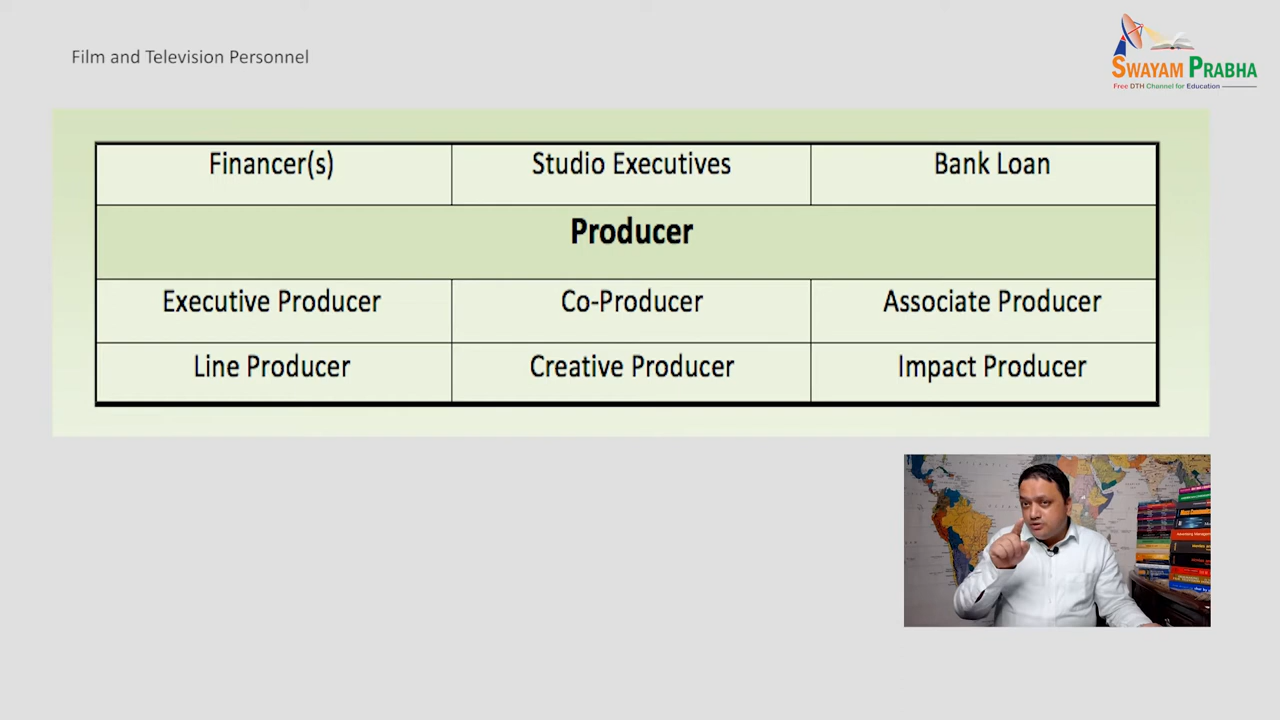 Film and Television Personnel
SWAYAM PRABHA
Free DTH Channel for Education
Financer(s) Studio Executives Bank Loan
Producer
Executive Producer Co-Producer Associate Producer
Line Producer Creative Producer Impact Producer